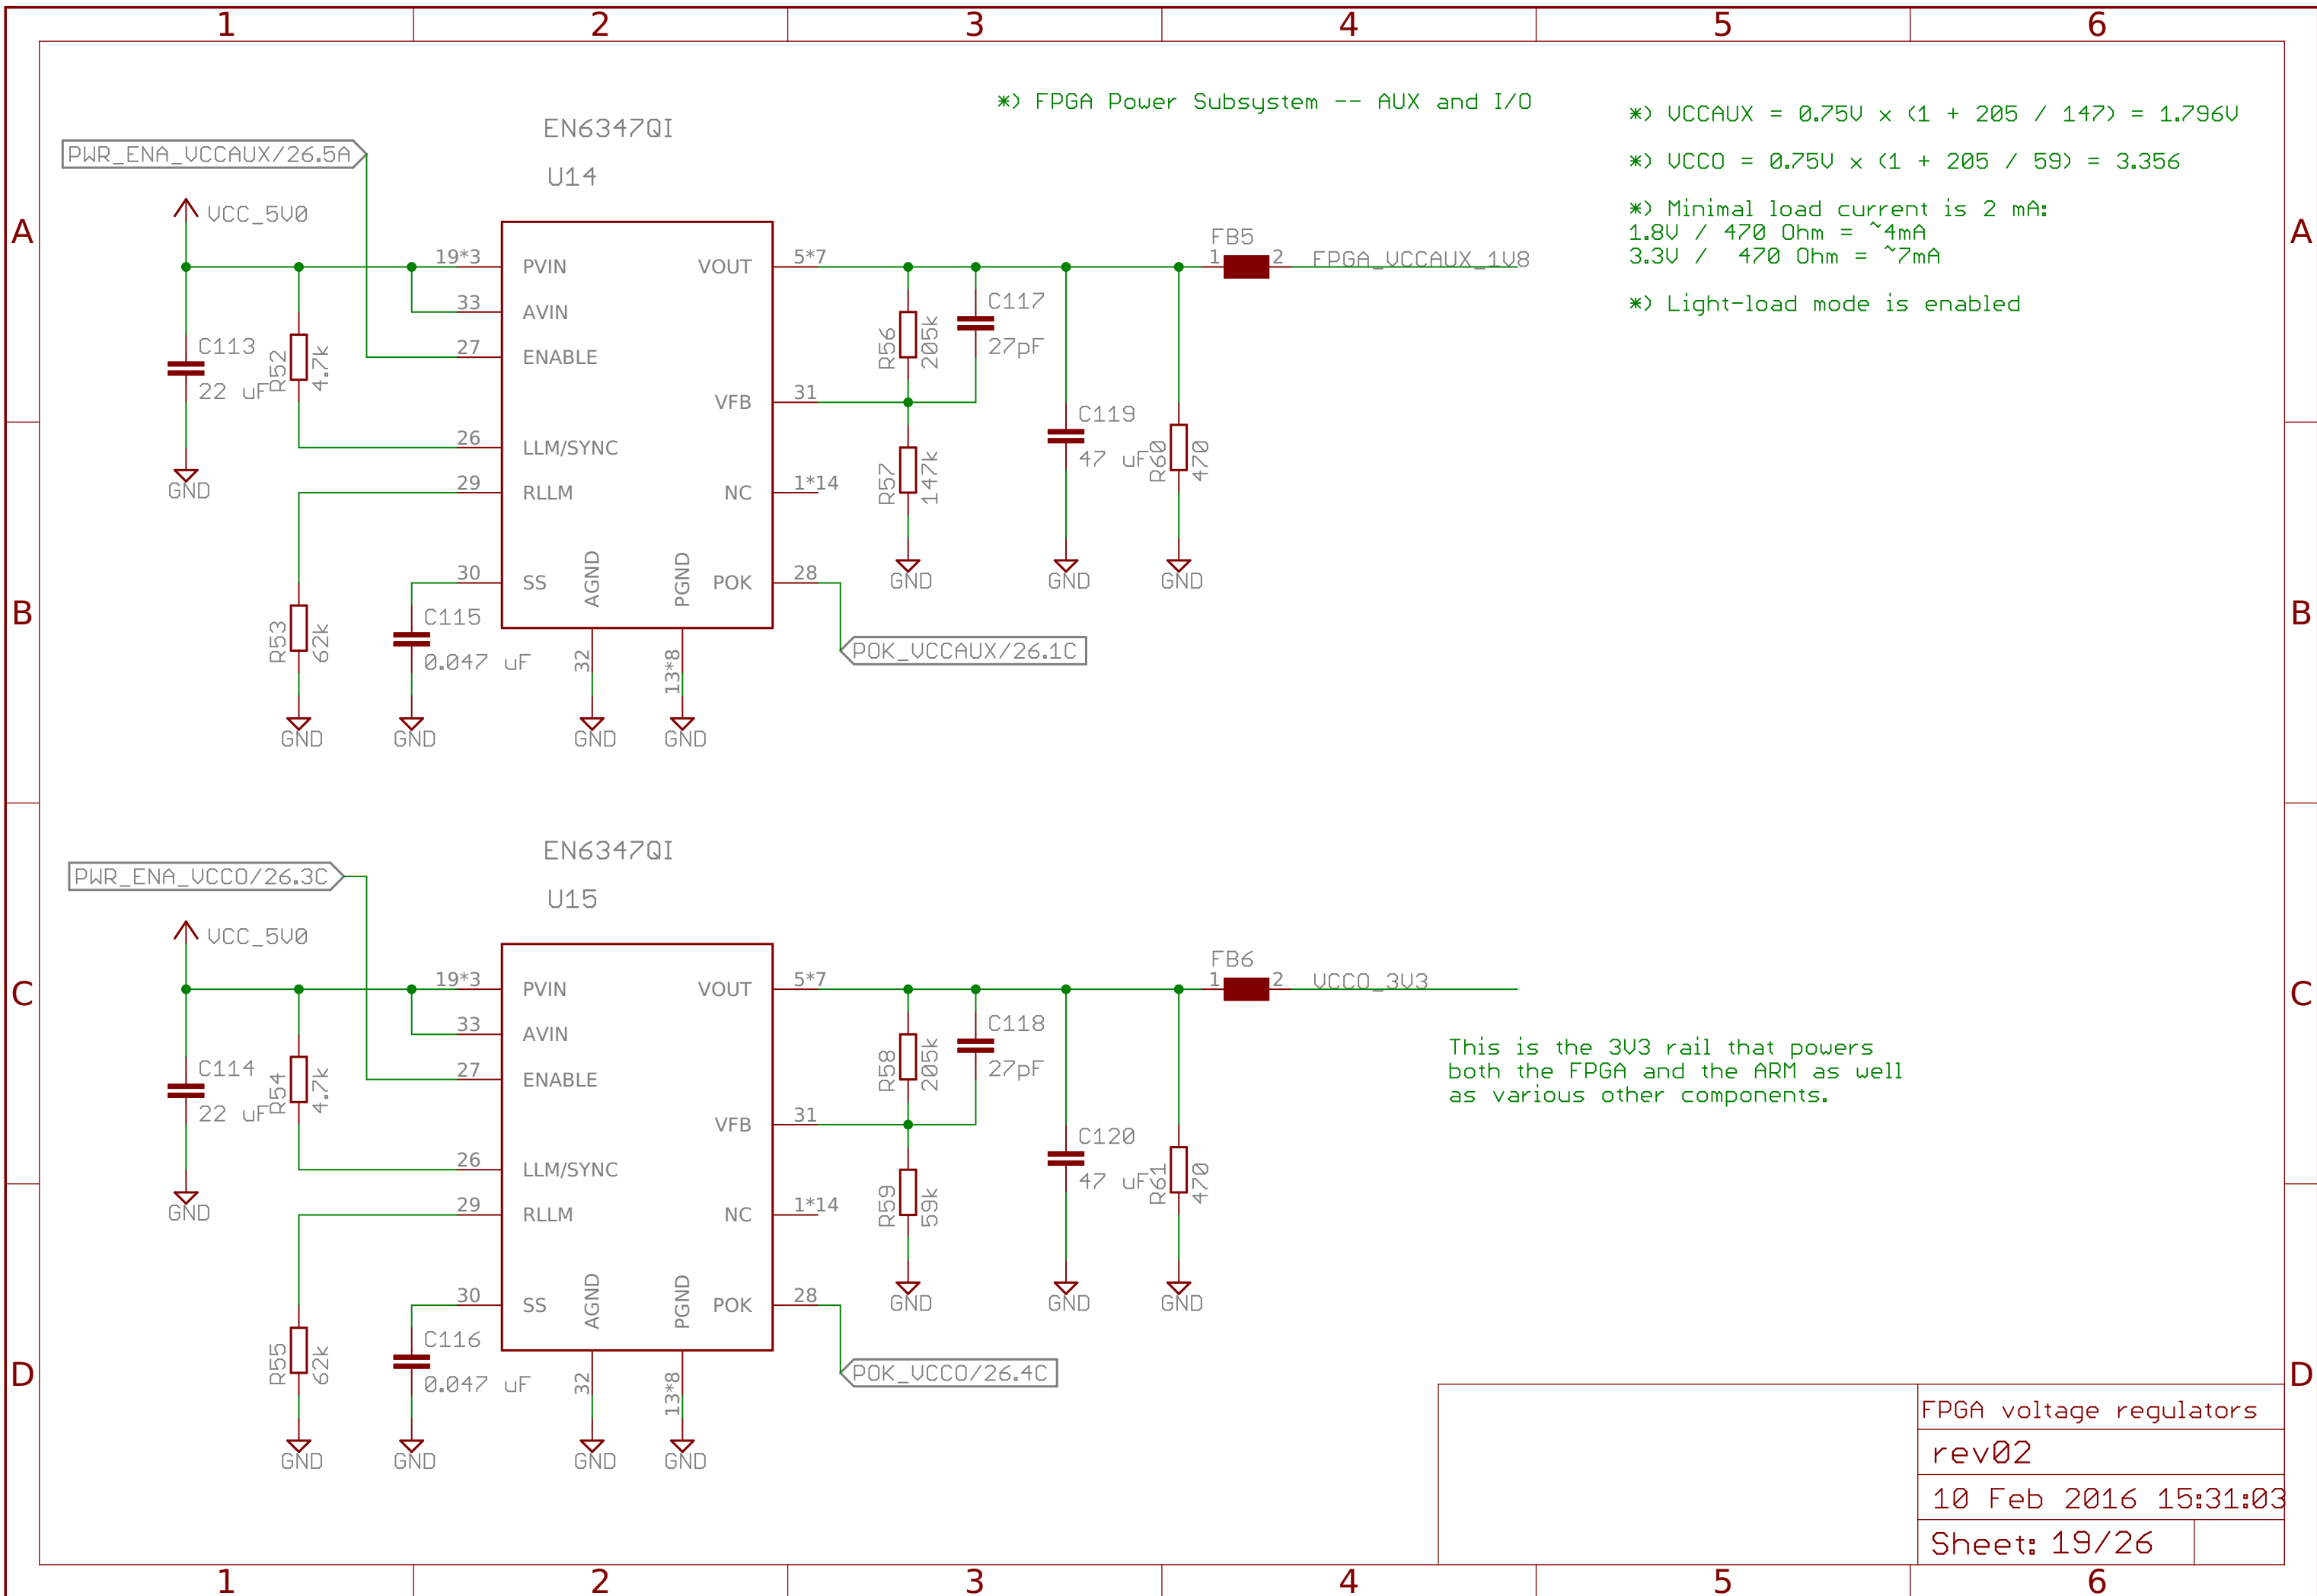 1 2 3 4 5 6
*) FPGA Power Subsystem -- AUX and I/O
*) VCCAUX = 0.75V x (1 + 205 / 147) = 1.796V
*) VCCO = 0.75V x (1 + 205 / 59) = 3.356
*) Minimal load current is 2 mA:
1.8V / 470 Ohm = ~4mA
3.3V /  470 Ohm = ~7mA
*) Light-load mode is enabled
A
A
EN6347QI
U14
PWR_ENA_VCCAUX/26.5A
VCC_5V0
19*3
PVIN
33
AVIN
27
ENABLE
26
LLM/SYNC
29
RLLM
30
SS
AGND
32
PGND
13*8
VOUT
5*7
VFB
31
NC
1*14
POK
28
C113
22 uF
R52
4.7k
GND
R53
62k
GND
C115
0.047 uF
GND
GND
GND
R56
205k
C117
27pF
R57
147k
GND
C119
47 uF
GND
R60
470
GND
FB5
1
2
FPGA_VCCAUX_1V8
POK_VCCAUX/26.1C
B
B
EN6347QI
U15
PWR_ENA_VCCO/26.3C
VCC_5V0
19*3
PVIN
33
AVIN
27
ENABLE
26
LLM/SYNC
29
RLLM
30
SS
AGND
32
PGND
13*8
VOUT
5*7
VFB
31
NC
1*14
POK
28
C114
22 uF
R54
4.7k
GND
R55
62k
GND
C116
0.047 uF
GND
GND
GND
R58
205k
C118
27pF
R59
59k
GND
C120
47 uF
GND
R61
470
GND
FB6
1
2
VCCO_3V3
POK_VCCO/26.4C
C
C
This is the 3V3 rail that powers
both the FPGA and the ARM as well
as various other components.
D
D
FPGA voltage regulators
rev02
10 Feb 2016 15:31:03
Sheet: 19/26
1 2 3 4 5 6